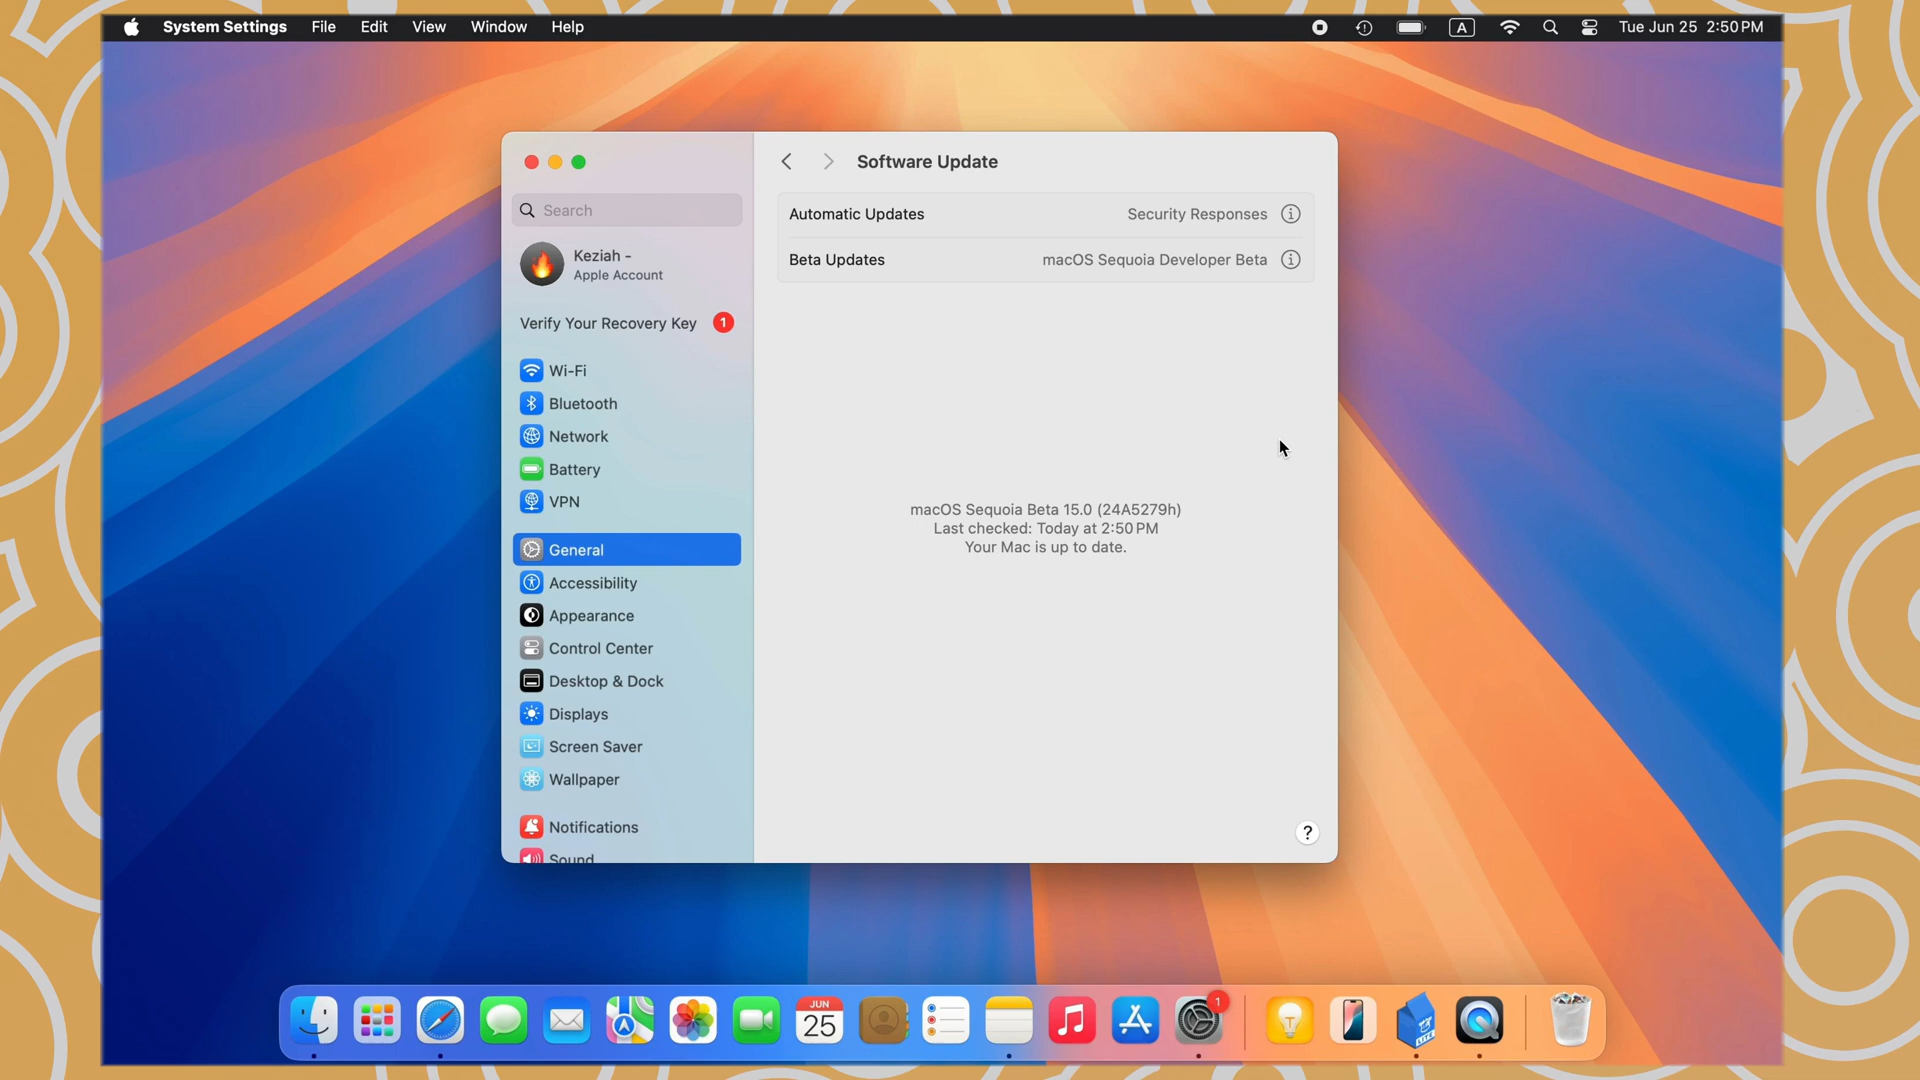 System Settings File Edit View Window Help A Tue Jun 25 2:50 PM
Software Update
Search
Automatic Updates Security Responses
Beta Updates macOS Sequoia Developer Beta
Keziah -
Apple Account
Verify Your Recovery Key 1
Wi-Fi
Bluetooth
Network
Battery
VPN
macOS Sequoia Beta 15.0 (24A5279h)
Last checked: Today at 2:50 PM
Your Mac is up to date.
General
Accessibility
Appearance
Control Center
Desktop & Dock
Displays
Screen Saver
Wallpaper
Notifications
Sound
?
JUN
25
1
LITE